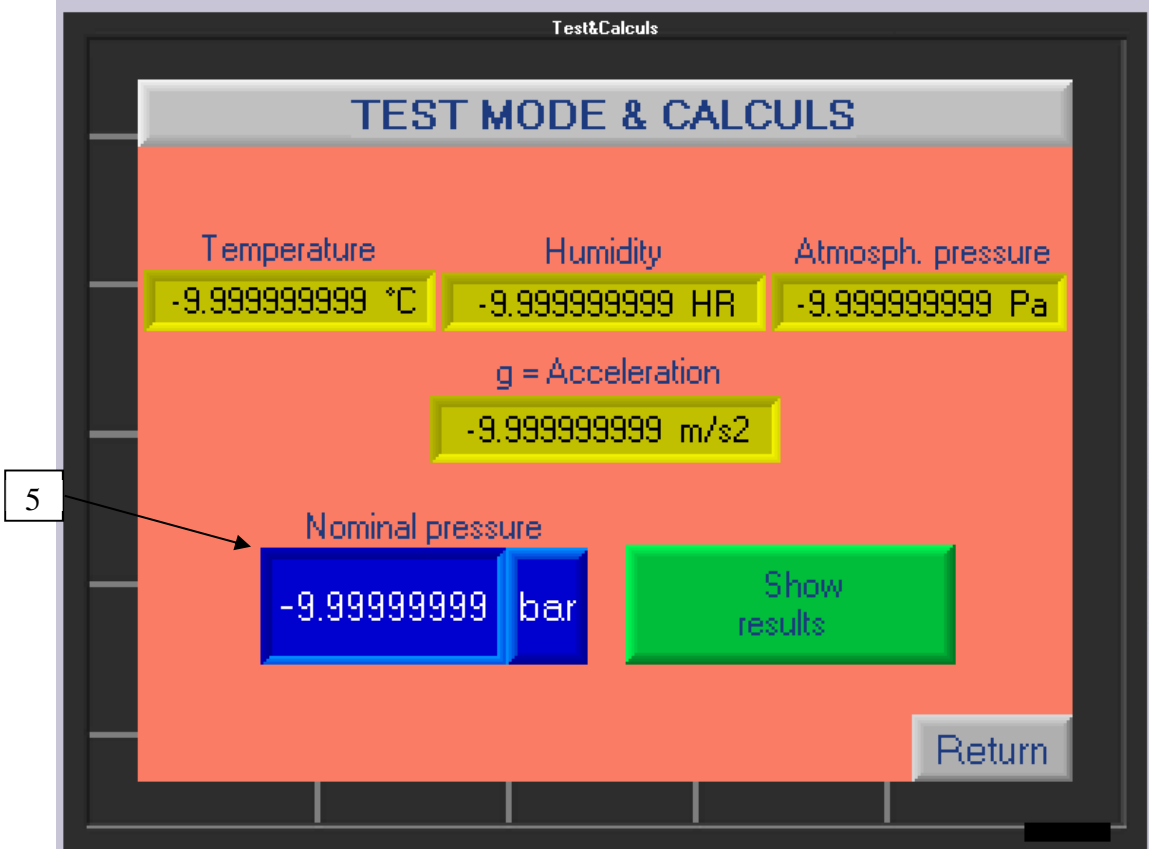 Test&Calculs
TEST MODE & CALCULS
Temperature
Humidity
Atmosph. pressure
-9.999999999 °C
-9.999999999 HR
-9.999999999 Pa
g = Acceleration
-9.999999999 m/s2
5
Nominal pressure
-9.99999999 bar
Show
results
Return